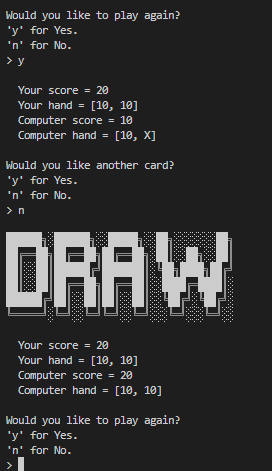 Would you like to play again?
'y' for Yes.
'n' for No.
> y
Your score = 20
Your hand = [10, 10]
Computer score = 10
Computer hand = [10, X]
Would you like another card?
'y' for Yes.
'n' for No.
> n
DRAW
Your score = 20
Your hand = [10, 10]
Computer score = 20
Computer hand = [10, 10]
Would you like to play again?
'y' for Yes.
'n' for No.
>